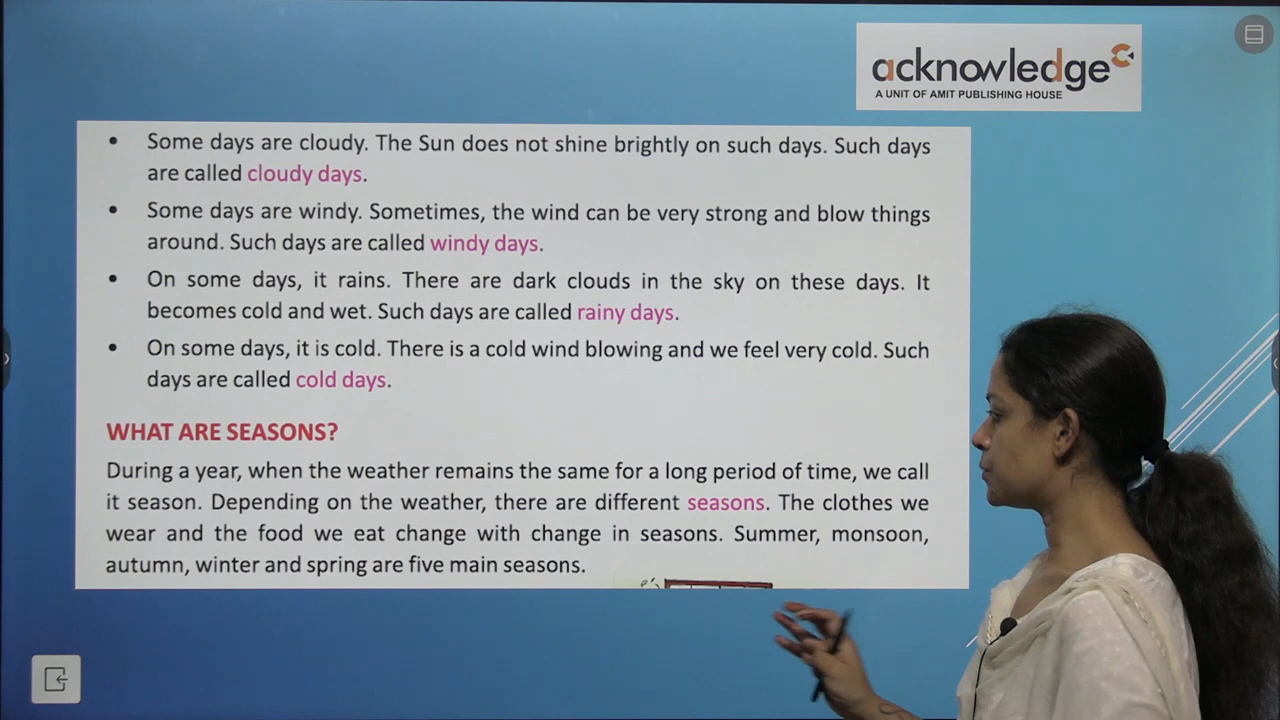 acknowledge
A UNIT OF AMIT PUBLISHING HOUSE
• Some days are cloudy. The Sun does not shine brightly on such days. Such days
are called cloudy days.
• Some days are windy. Sometimes, the wind can be very strong and blow things
around. Such days are called windy days.
• On some days, it rains. There are dark clouds in the sky on these days. It
becomes cold and wet. Such days are called rainy days.
• On some days, it is cold. There is a cold wind blowing and we feel very cold. Such
days are called cold days.
WHAT ARE SEASONS?
During a year, when the weather remains the same for a long period of time, we call
it season. Depending on the weather, there are different seasons. The clothes we
wear and the food we eat change with change in seasons. Summer, monsoon,
autumn, winter and spring are five main seasons.